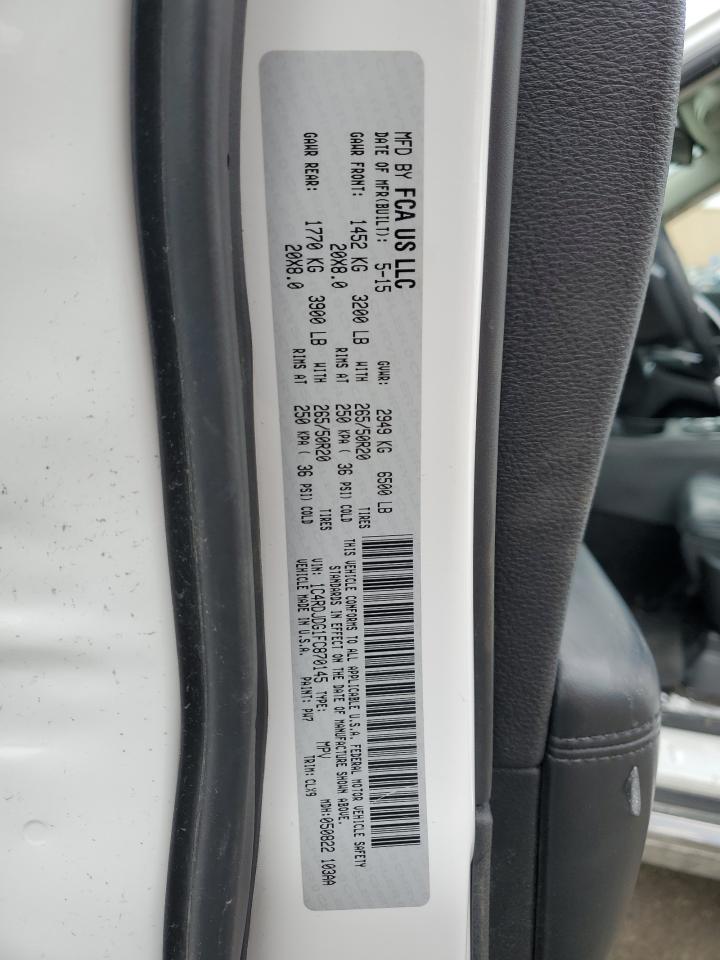 MFD BY FCA US LLC
DATE OF MFR(BUILT): 5-15 GVWR: 2949 KG 6500 LB
GAWR FRONT: 1452 KG 3200 LB WITH 265/50R20 TIRES
20X8.0 RIMS AT 250 KPA ( 36 PSI) COLD
GAWR REAR: 1770 KG 3900 LB WITH 265/50R20 TIRES
20X8.0 RIMS AT 250 KPA ( 36 PSI) COLD
THIS VEHICLE CONFORMS TO ALL APPLICABLE U.S.A. FEDERAL MOTOR VEHICLE SAFETY
STANDARDS IN EFFECT ON THE DATE OF MANUFACTURE SHOWN ABOVE.
VIN: 1C4RDJDG1FC870145 TYPE: MPV MDH:050822 103AA
VEHICLE MADE IN U.S.A. PAINT: PW7 TRIM:CLX9